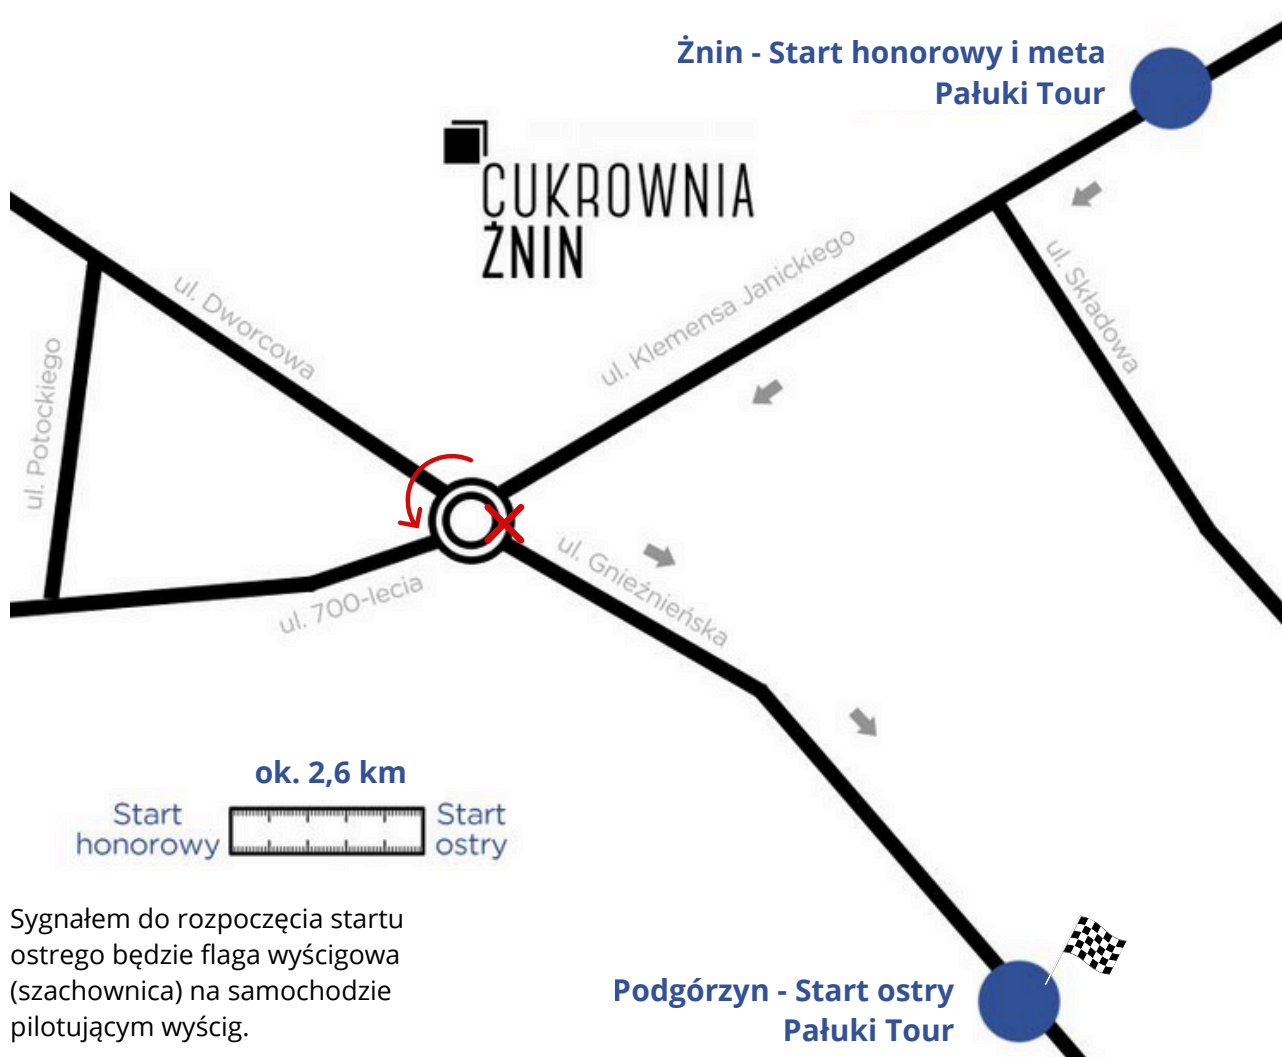 Żnin - Start honorowy i meta
Pałuki Tour
CUKROWNIA
ŻNIN
ul. Dworcowa
ul. Klemensa Janickiego
ul. Składowa
ul. Potockiego
ul. 700-lecia
ul. Gnieźnieńska
ok. 2,6 km
Start
honorowy
Start
ostry
Sygnałem do rozpoczęcia startu
ostrego będzie flaga wyścigowa
(szachownica) na samochodzie
pilotującym wyścig.
Podgórzyn - Start ostry
Pałuki Tour